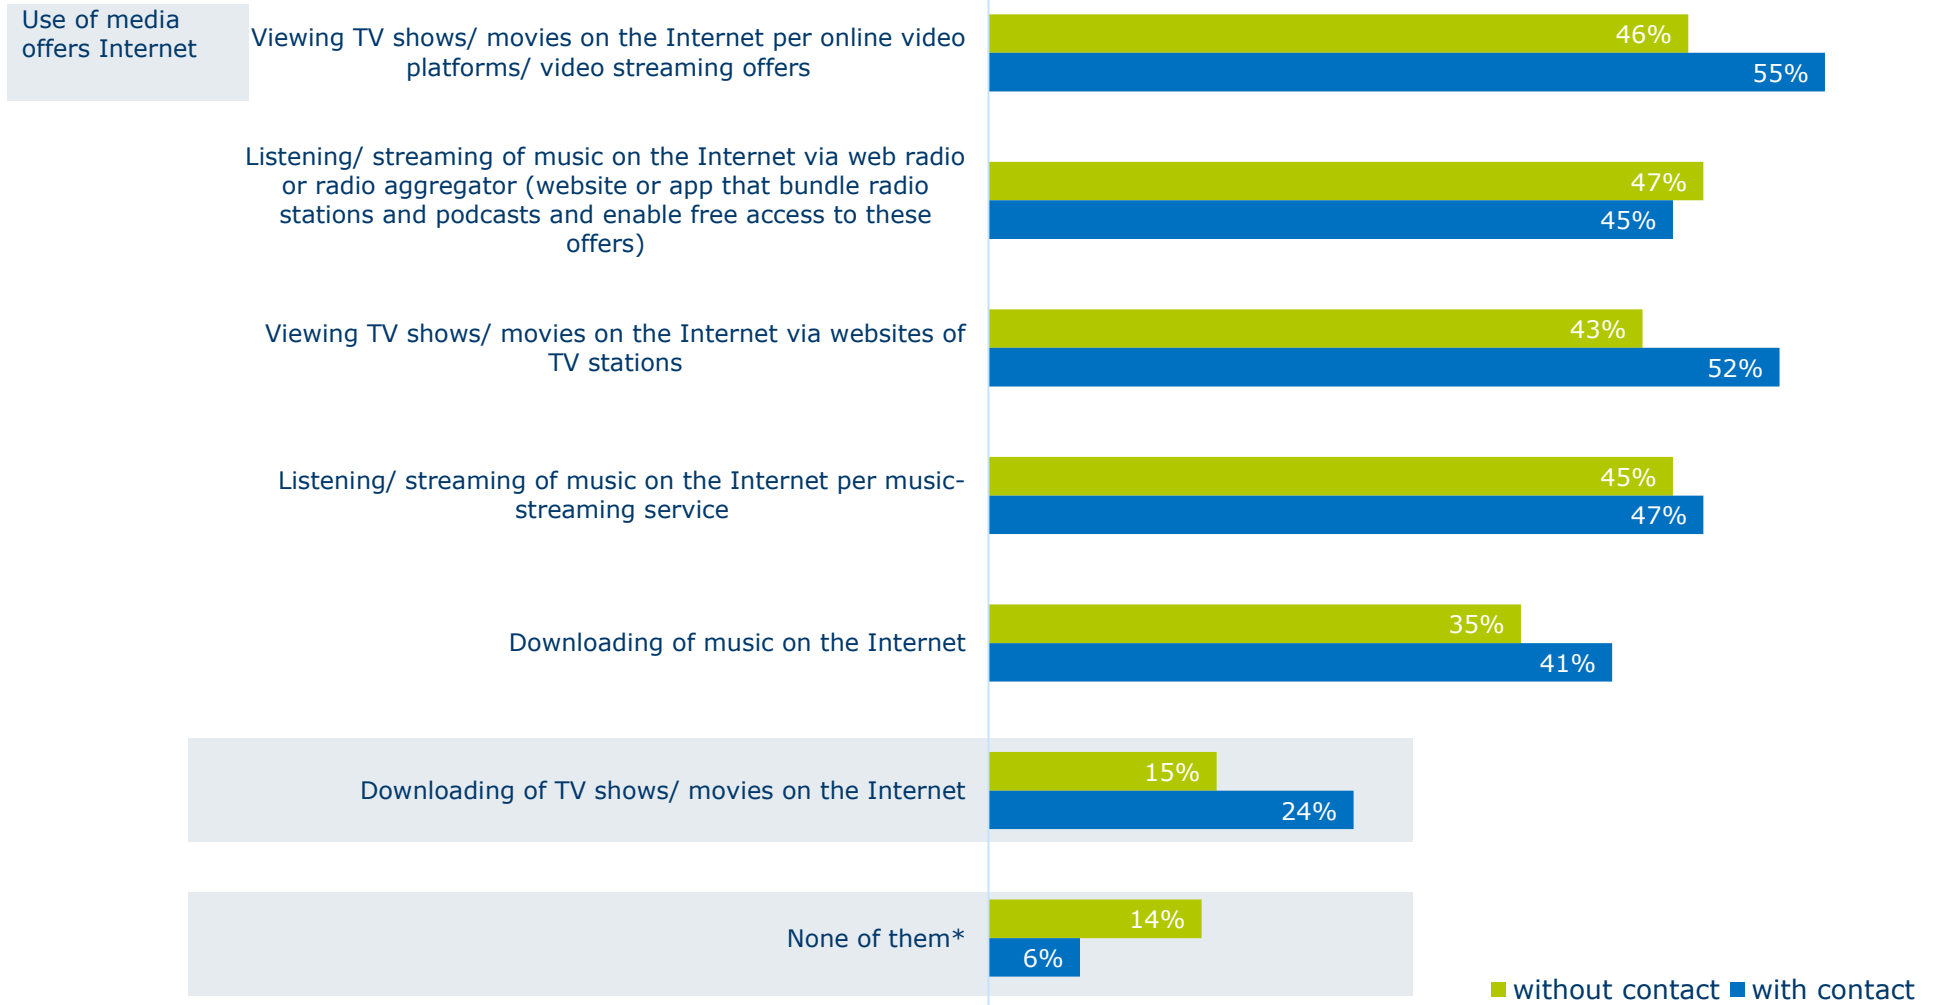 Use of media
offers Internet
Viewing TV shows/ movies on the Internet per online video
platforms/ video streaming offers
46%
55%
Listening/ streaming of music on the Internet via web radio
or radio aggregator (website or app that bundle radio
stations and podcasts and enable free access to these
offers)
47%
45%
Viewing TV shows/ movies on the Internet via websites of
TV stations
43%
52%
Listening/ streaming of music on the Internet per music-
streaming service
45%
47%
Downloading of music on the Internet
35%
41%
Downloading of TV shows/ movies on the Internet
15%
24%
None of them*
14%
6%
without contact with contact